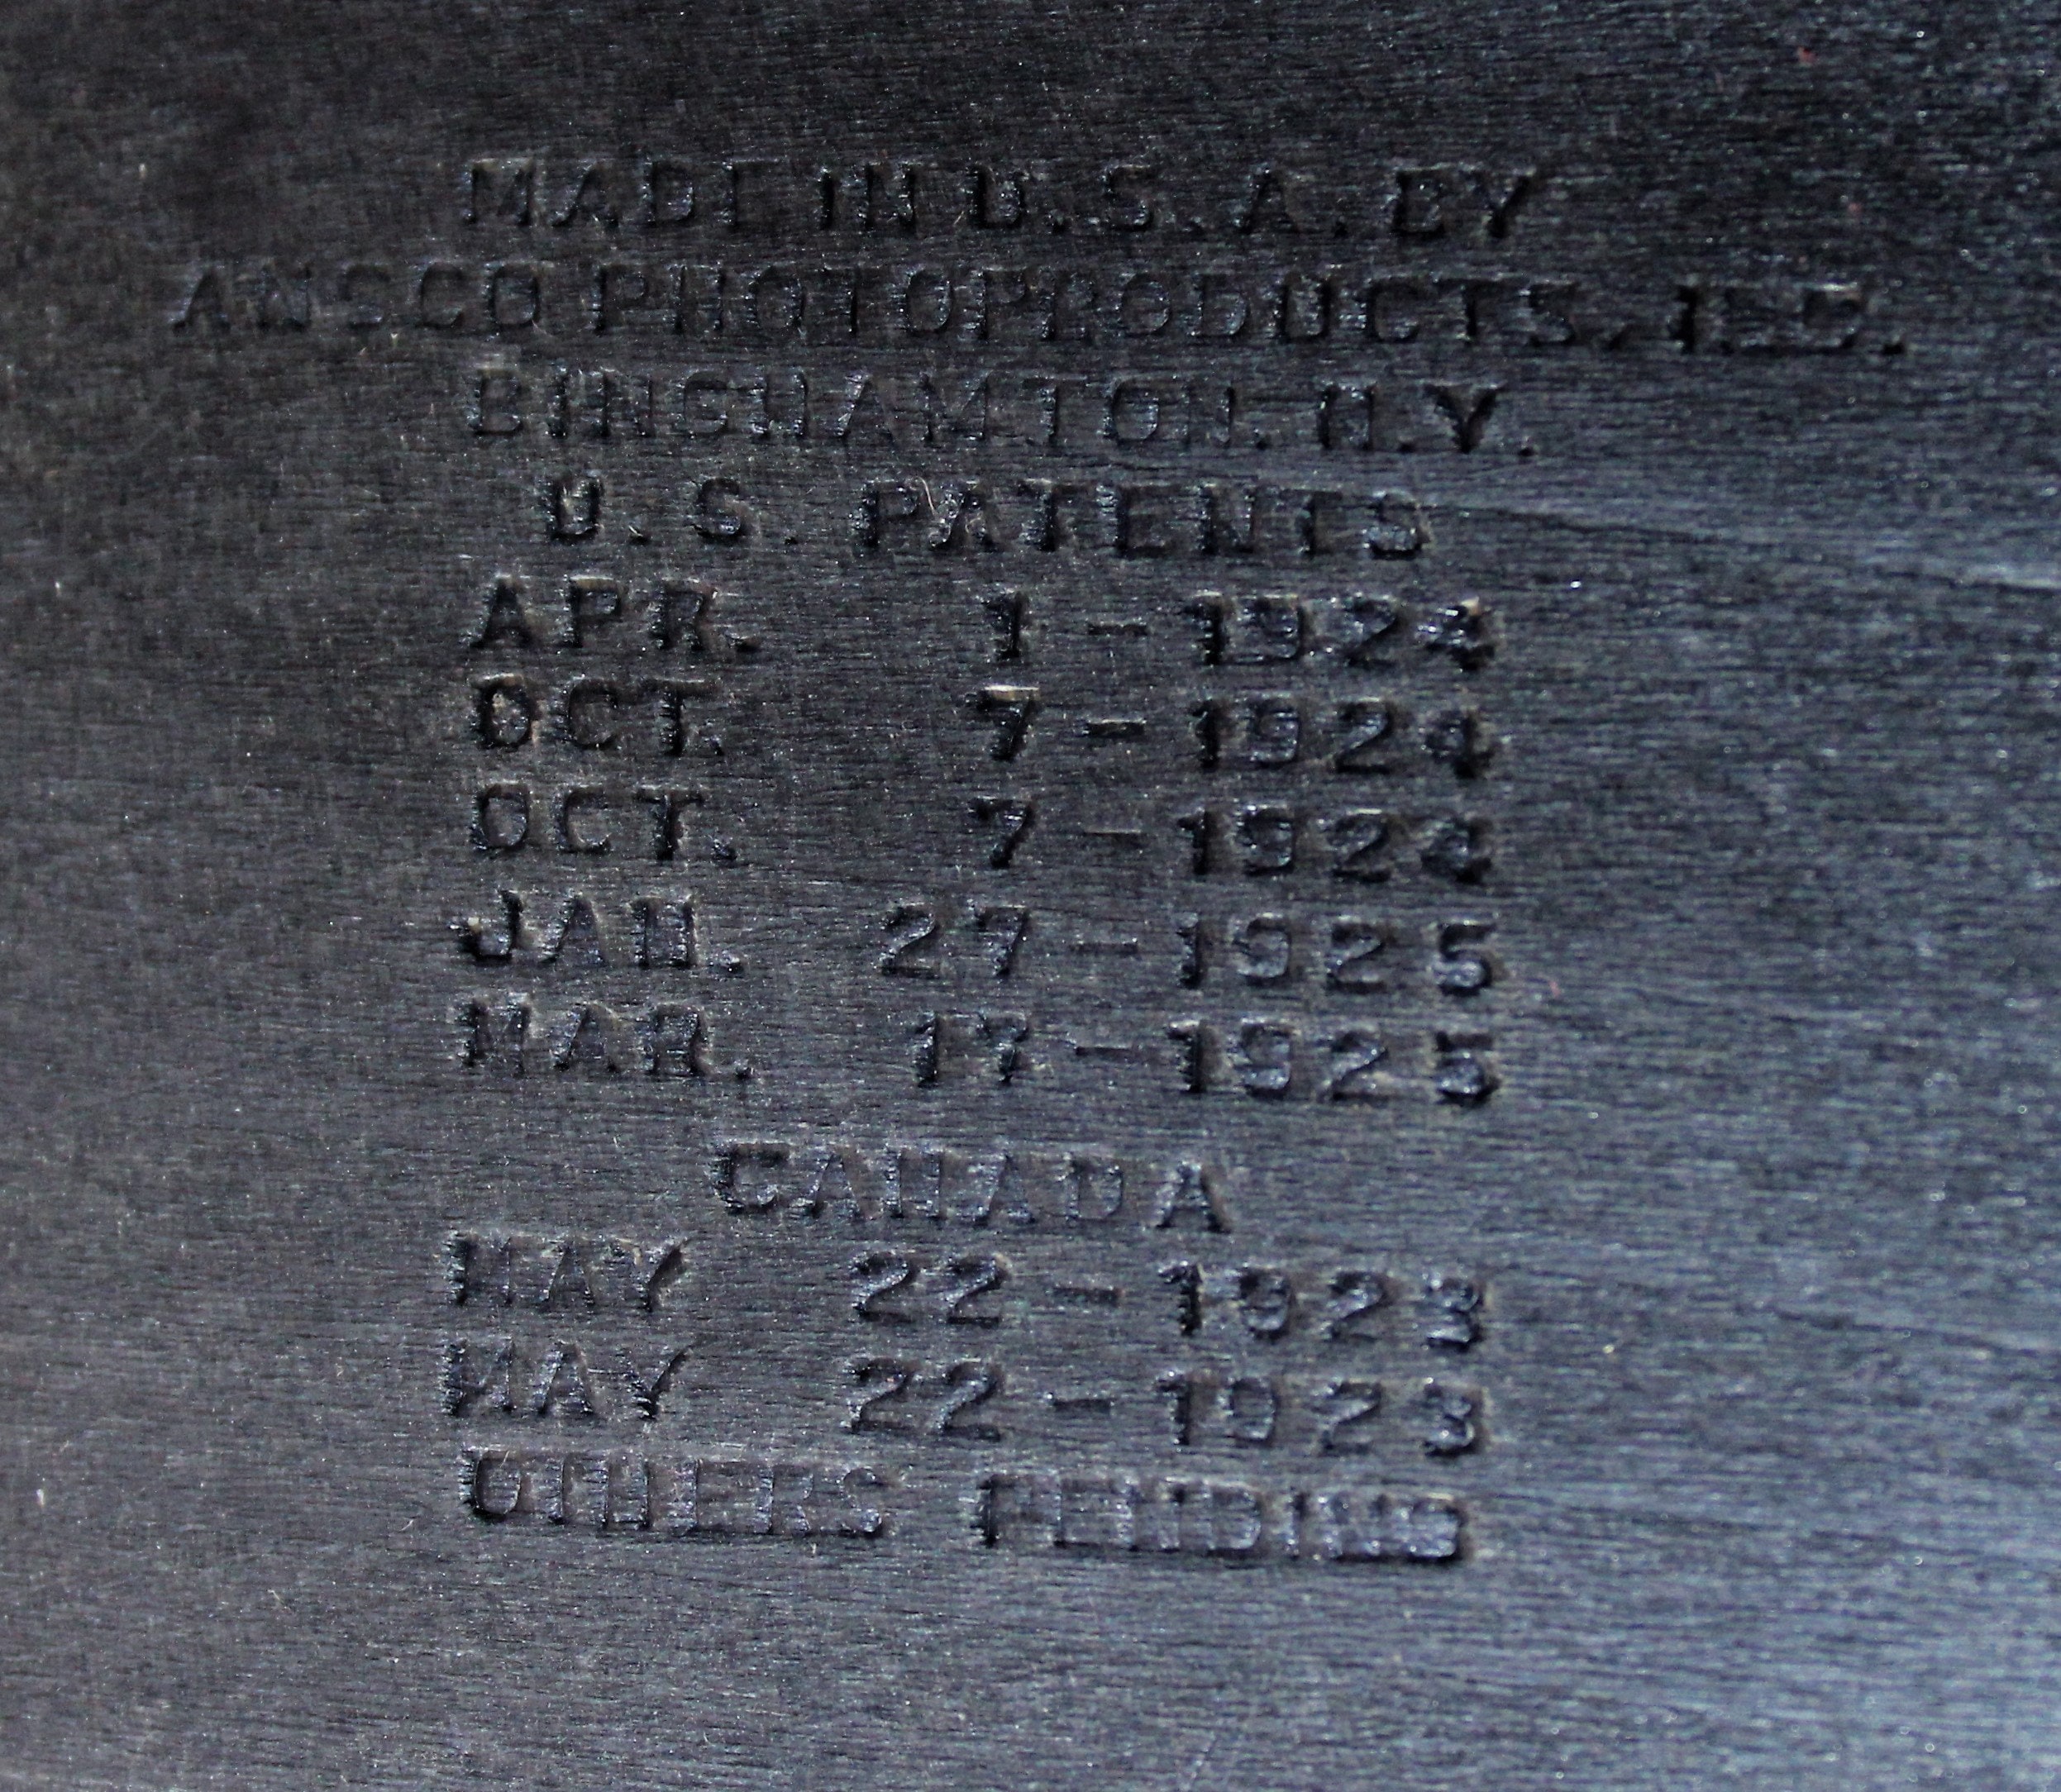 MADE IN U.S.A. BY
ANSCO PHOTOPRODUCTS,
BINGHAMTON. N.Y.
U. S. PATENTS
APR. 1 - 1924
OCT. 7 - 1924
OCT. 7 - 1924
JAN. 27 - 1925
MAR. 17 - 1925
CANADA
MAY 22 - 1923
MAY 22 - 1923
OTHERS PENDING